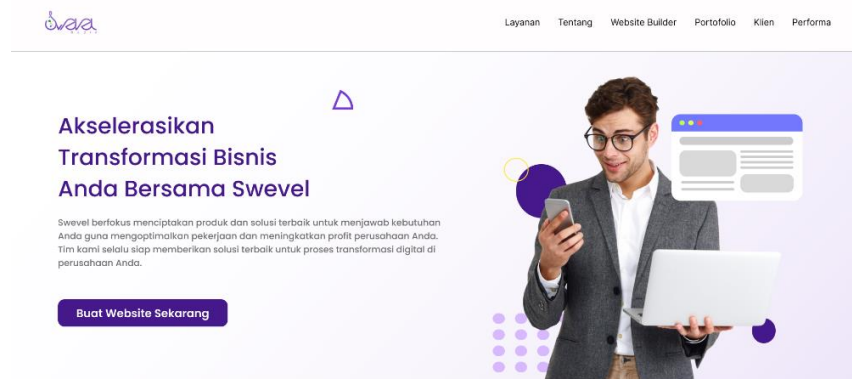 Layanan Tentang Website Builder Portofolio Klien Performa
Akselerasikan
Transformasi Bisnis
Anda Bersama Swevel
Swevel berfokus menciptakan produk dan solusi terbaik untuk menjawab kebutuhan
Anda guna mengoptimalkan pekerjaan dan meningkatkan profit perusahaan Anda.
Tim kami selalu siap memberikan solusi terbaik untuk proses transformasi digital di
perusahaan Anda.
Buat Website Sekarang